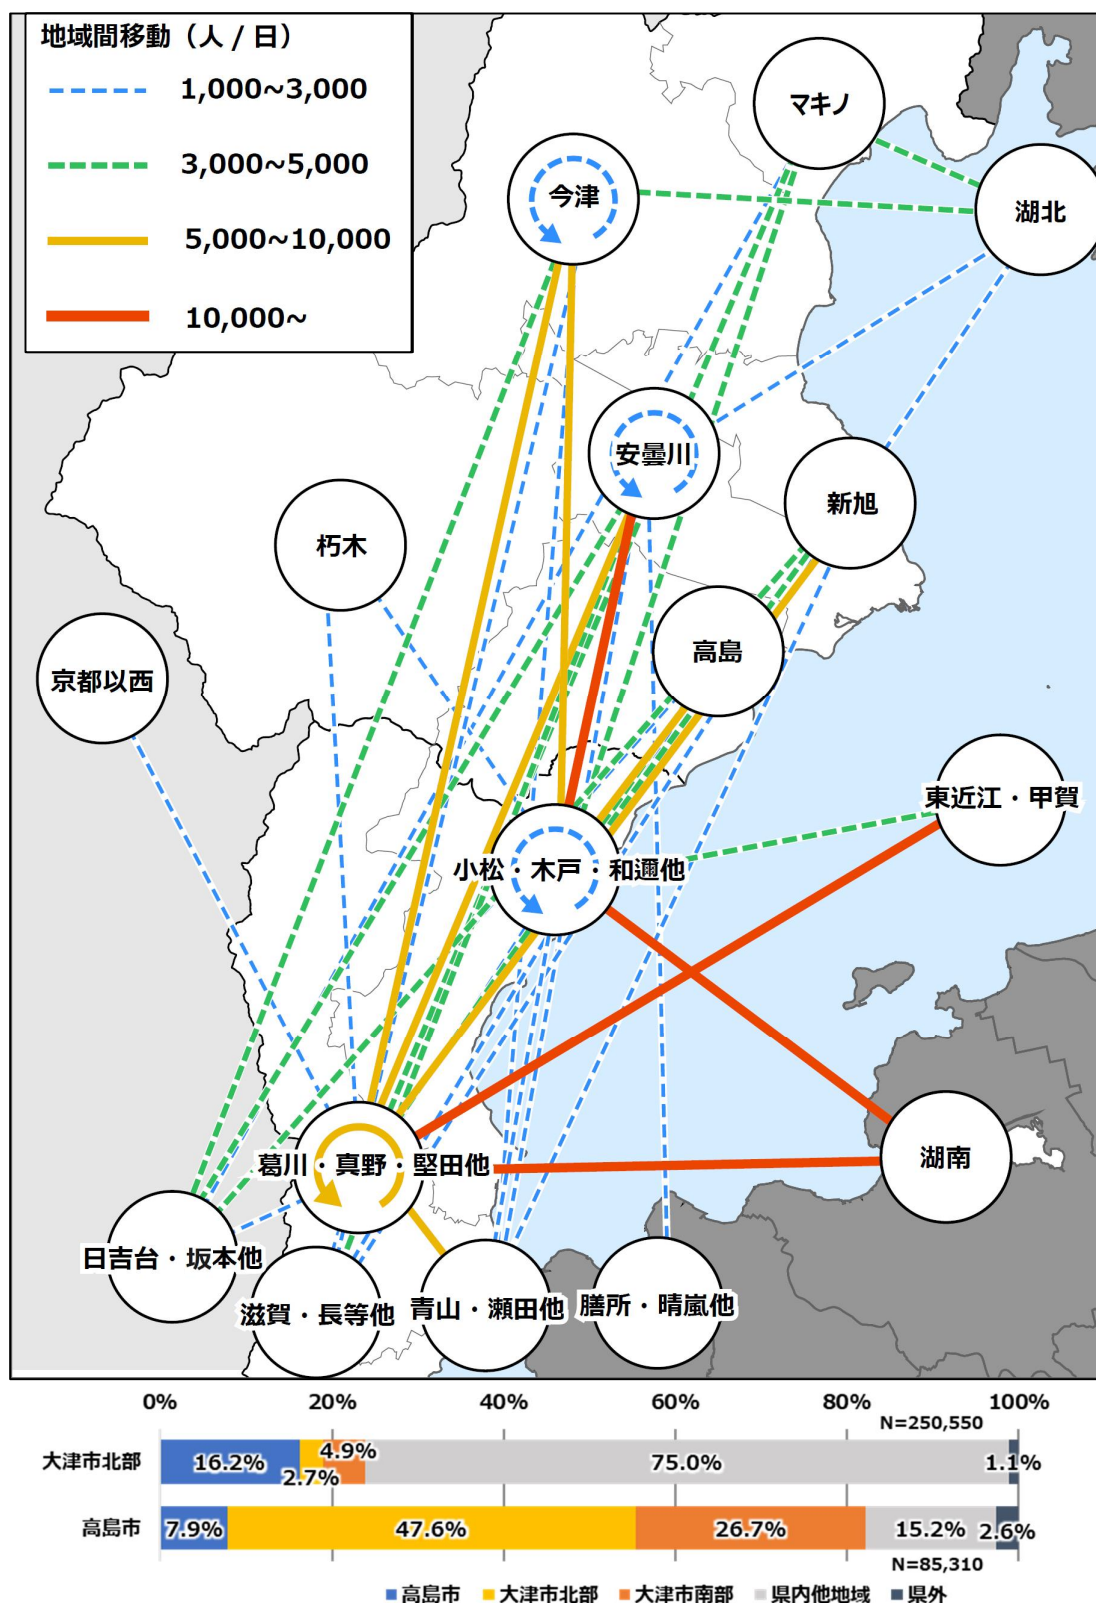 地域間移動（人 / 日）
1,000~3,000
3,000~5,000
5,000~10,000
10,000~
マキノ
今津
湖北
安曇川
新旭
朽木
高島
京都以西
東近江・甲賀
小松・木戸・和邇他
葛川・真野・堅田他
湖南
日吉台・坂本他
滋賀・長等他
青山・瀬田他
膳所・晴嵐他
0% 20% 40% 60% 80% 100%
N=250,550
大津市北部 16.2% 2.7% 4.9% 75.0% 1.1%
高島市 7.9% 47.6% 26.7% 15.2% 2.6%
N=85,310
高島市 大津市北部 大津市南部 県内他地域 県外